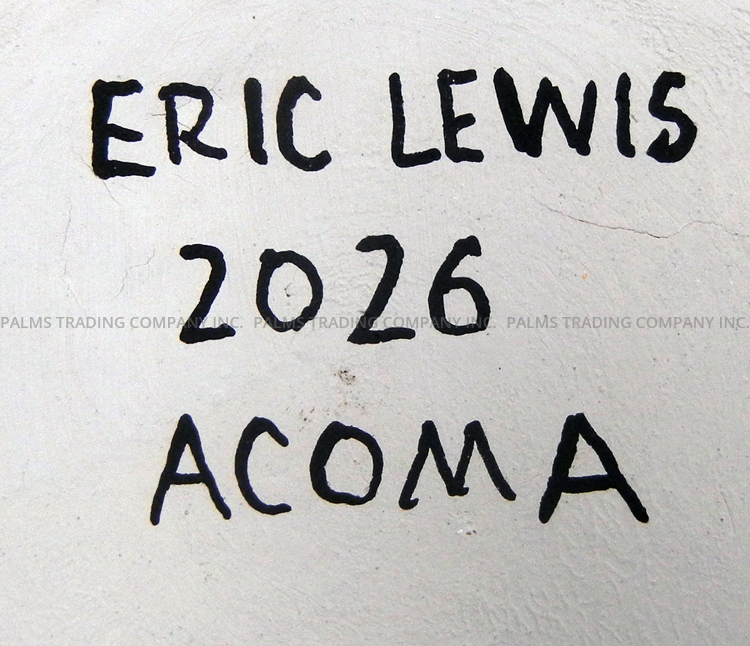 ERIC LEWIS
2026
PALMS TRADING COMPANY INC. PALMS TRADING COMPANY INC. PALMS TRADING COMPANY INC.
ACOMA